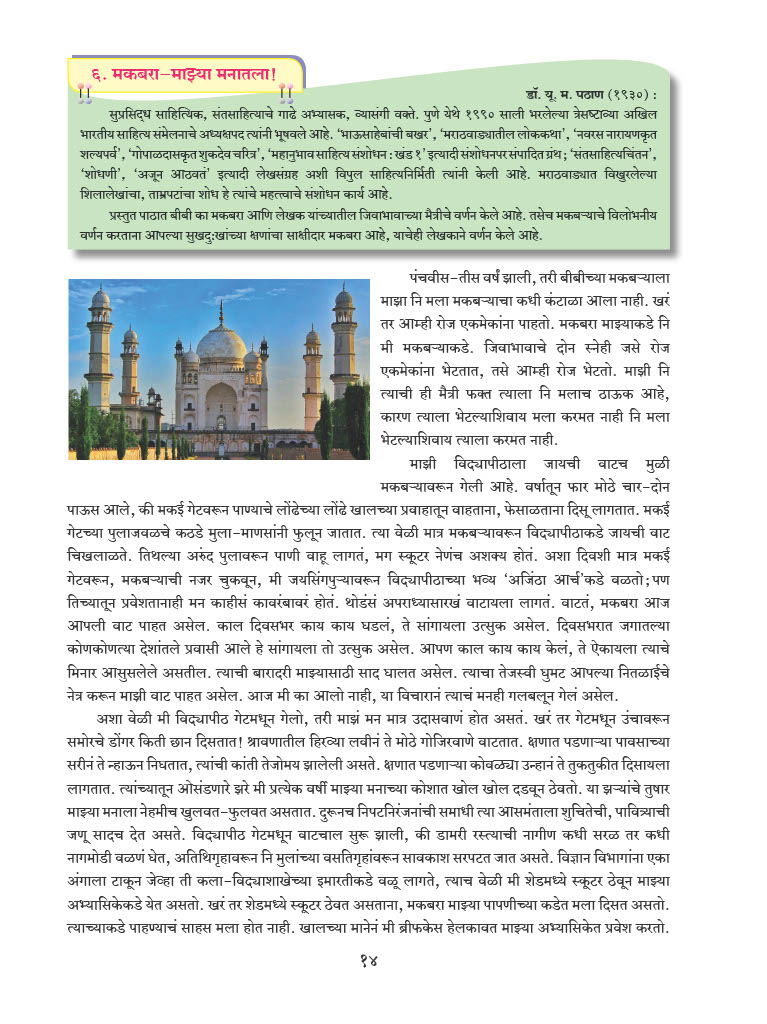 ६. मकबरा-माझ्या मनातला!
डॉ. यू. म. पठाण (१९३०) :
सुप्रसिद्ध साहित्यिक, संतसाहित्याचे गाढे अभ्यासक, व्यासंगी वक्ते. पुणे येथे १९९० साली भरलेल्या त्रेसष्टाव्या अखिल
भारतीय साहित्य संमेलनाचे अध्यक्षपद त्यांनी भूषवले आहे. ‘भाऊसाहेबांची बखर’, ‘मराठवाड्यातील लोककथा’, ‘नवरस नारायणकृत
शल्यपर्व’, ‘गोपाळदासकृत शुकदेव चरित्र’, ‘महानुभाव साहित्य संशोधन : खंड १’ इत्यादी संशोधनपर संपादित ग्रंथ; ‘संतसाहित्यचिंतन’,
‘शोधणी’, ‘अजून आठवतं’ इत्यादी लेखसंग्रह अशी विपुल साहित्यनिर्मिती त्यांनी केली आहे. मराठवाड्यात विखुरलेल्या
शिलालेखांचा, ताम्रपटांचा शोध हे त्यांचे महत्त्वाचे संशोधन कार्य आहे.
प्रस्तुत पाठात बीबी का मकबरा आणि लेखक यांच्यातील जिवाभावाच्या मैत्रीचे वर्णन केले आहे. तसेच मकबऱ्याचे विलोभनीय
वर्णन करताना आपल्या सुखदुःखांच्या क्षणांचा साक्षीदार मकबरा आहे, याचेही लेखकाने वर्णन केले आहे.
पंचवीस-तीस वर्षं झाली, तरी बीबीच्या मकबऱ्याला
माझा नि मला मकबऱ्याचा कधी कंटाळा आला नाही. खरं
तर आम्ही रोज एकमेकांना पाहतो. मकबरा माझ्याकडे नि
मी मकबऱ्याकडे. जिवाभावाचे दोन स्नेही जसे रोज
एकमेकांना भेटतात, तसे आम्ही रोज भेटतो. माझी नि
त्याची ही मैत्री फक्त त्याला नि मलाच ठाऊक आहे,
कारण त्याला भेटल्याशिवाय मला करमत नाही नि मला
भेटल्याशिवाय त्याला करमत नाही.
माझी विद्यापीठाला जायची वाटच मुळी
मकबऱ्यावरून गेली आहे. वर्षातून फार मोठे चार-दोन
पाऊस आले, की मकई गेटवरून पाण्याचे लोंढेच्या लोंढे खालच्या प्रवाहातून वाहताना, फेसाळताना दिसू लागतात. मकई
गेटच्या पुलाजवळचे कठडे मुला-माणसांनी फुलून जातात. त्या वेळी मात्र मकबऱ्यावरून विद्यापीठाकडे जायची वाट
चिखलाळते. तिथल्या अरुंद पुलावरून पाणी वाहू लागतं, मग स्कूटर नेणंच अशक्य होतं. अशा दिवशी मात्र मकई
गेटवरून, मकबऱ्याची नजर चुकवून, मी जयसिंगपुऱ्यावरून विद्यापीठाच्या भव्य ‘अजिंठा आर्च’कडे वळतो; पण
तिच्यातून प्रवेशतानाही मन काहीसं कावरंबावरं होतं. थोडंसं अपराध्यासारखं वाटायला लागतं. वाटतं, मकबरा आज
आपली वाट पाहत असेल. काल दिवसभर काय काय घडलं, ते सांगायला उत्सुक असेल. दिवसभरात जगातल्या
कोणकोणत्या देशांतले प्रवासी आले हे सांगायला तो उत्सुक असेल. आपण काल काय काय केलं, ते ऐकायला त्याचे
मिनार आसुसलेले असतील. त्याची बारादरी माझ्यासाठी साद घालत असेल. त्याचा तेजस्वी घुमट आपल्या नितळाईचे
नेत्र करून माझी वाट पाहत असेल. आज मी का आलो नाही, या विचारानं त्याचं मनही गलबलून गेलं असेल.
अशा वेळी मी विद्यापीठ गेटमधून गेलो, तरी माझं मन मात्र उदासवाणं होत असतं. खरं तर गेटमधून उंचावरून
समोरचे डोंगर किती छान दिसतात! श्रावणातील हिरव्या लवीनं ते मोठे गोजिरवाणे वाटतात. क्षणात पडणाऱ्या पावसाच्या
सरींनं ते न्हाऊन निघतात, त्यांची कांती तेजोमय झालेली असते. क्षणात पडणाऱ्या कोवळ्या उन्हानं ते तुकतुकीत दिसायला
लागतात. त्यांच्यातून ओसंडणारे झरे मी प्रत्येक वर्षी माझ्या मनाच्या कोशात खोल खोल दडवून ठेवतो. या झऱ्यांचे तुषार
माझ्या मनाला नेहमीच खुलवत-फुलवत असतात. दुरूनच निपटनिरंजनांची समाधी त्या आसमंताला शुचितेची, पावित्र्याची
जणू सादच देत असते. विद्यापीठ गेटमधून वाटचाल सुरू झाली, की डामरी रस्त्याची नागीण कधी सरळ तर कधी
नागमोडी वळणं घेत, अतिथिगृहावरून नि मुलांच्या वसतिगृहांवरून सावकाश सरपटत जात असते. विज्ञान विभागांना एका
अंगाला टाकून जेव्हा ती कला-विद्याशाखेच्या इमारतीकडे वळू लागते, त्याच वेळी मी शेडमध्ये स्कूटर ठेवून माझ्या
अभ्यासिकेकडे येत असतो. खरं तर शेडमध्ये स्कूटर ठेवत असताना, मकबरा माझ्या पापणीच्या कडेत मला दिसत असतो.
त्याच्याकडे पाहण्याचं साहस मला होत नाही. खालच्या मानेनं मी ब्रीफकेस हेलकावत माझ्या अभ्यासिकेत प्रवेश करतो.
१४